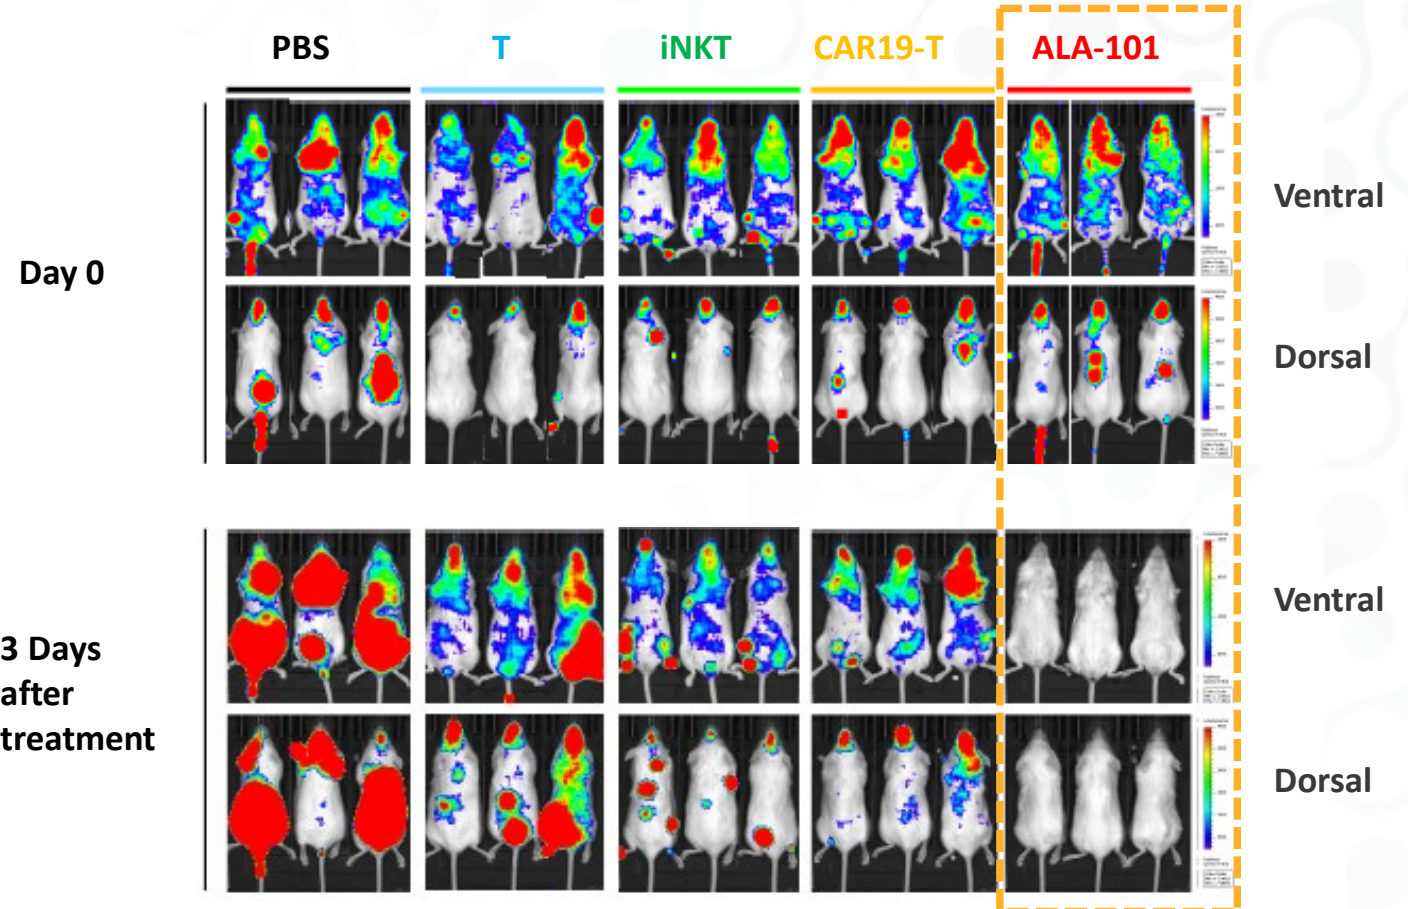 PBS T iNKT CAR19-T ALA-101
Ventral
Day 0
Dorsal
Ventral
3 Days
after
treatment
Dorsal